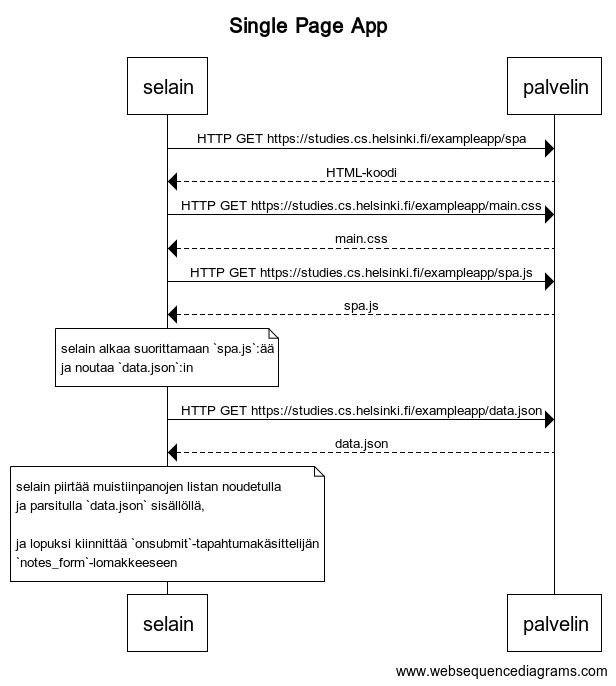 Single Page App
selain
palvelin
HTTP GET https://studies.cs.helsinki.fi/exampleapp/spa
HTML-koodi
HTTP GET https://studies.cs.helsinki.fi/exampleapp/main.css
main.css
HTTP GET https://studies.cs.helsinki.fi/exampleapp/spa.js
spa.js
selain alkaa suorittamaan `spa.js`:ää
ja noutaa `data.json`:in
HTTP GET https://studies.cs.helsinki.fi/exampleapp/data.json
data.json
selain piirtää muistiinpanojen listan noudetulla
ja parsitulla `data.json` sisällöllä,
ja lopuksi kiinnittää `onsubmit`-tapahtumakäsittelijän
`notes_form`-lomakkeeseen
selain
palvelin
www.websequencediagrams.com